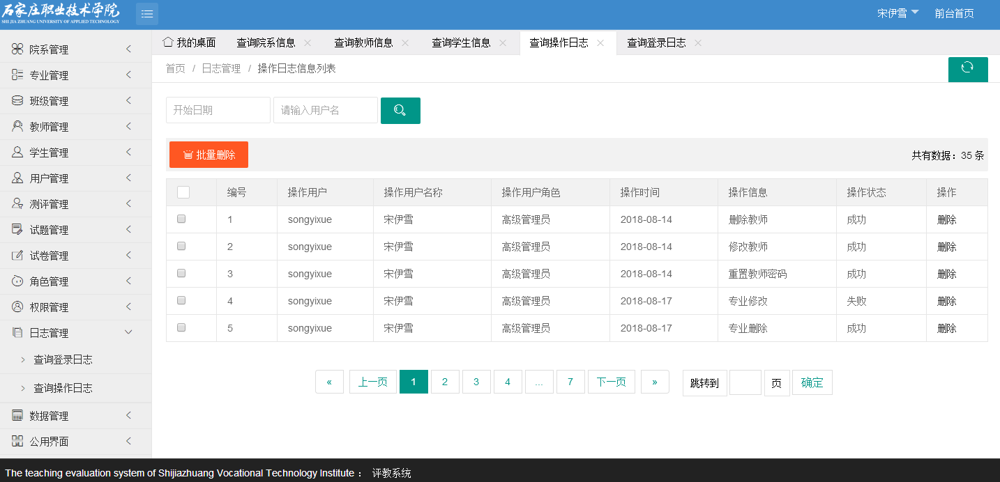 石家庄职业技术学院
SHI JIA ZHUANG UNIVERSITY OF APPLIED TECHNOLOGY
宋伊雪 前台首页
院系管理
专业管理
班级管理
教师管理
学生管理
用户管理
测评管理
试题管理
试卷管理
角色管理
权限管理
日志管理
查询登录日志
查询操作日志
数据管理
公用界面
我的桌面 查询院系信息 查询教师信息 查询学生信息 查询操作日志 查询登录日志
首页 / 日志管理 / 操作日志信息列表
开始日期 请输入用户名
批量删除 共有数据：35 条
编号 操作用户 操作用户名称 操作用户角色 操作时间 操作信息 操作状态 操作
1 songyixue 宋伊雪 高级管理员 2018-08-14 删除教师 成功 删除
2 songyixue 宋伊雪 高级管理员 2018-08-14 修改教师 成功 删除
3 songyixue 宋伊雪 高级管理员 2018-08-14 重置教师密码 成功 删除
4 songyixue 宋伊雪 高级管理员 2018-08-17 专业修改 失败 删除
5 songyixue 宋伊雪 高级管理员 2018-08-17 专业删除 成功 删除
« 上一页 1 2 3 4 ... 7 下一页 » 跳转到 页 确定
The teaching evaluation system of Shijiazhuang Vocational Technology Institute： 评教系统